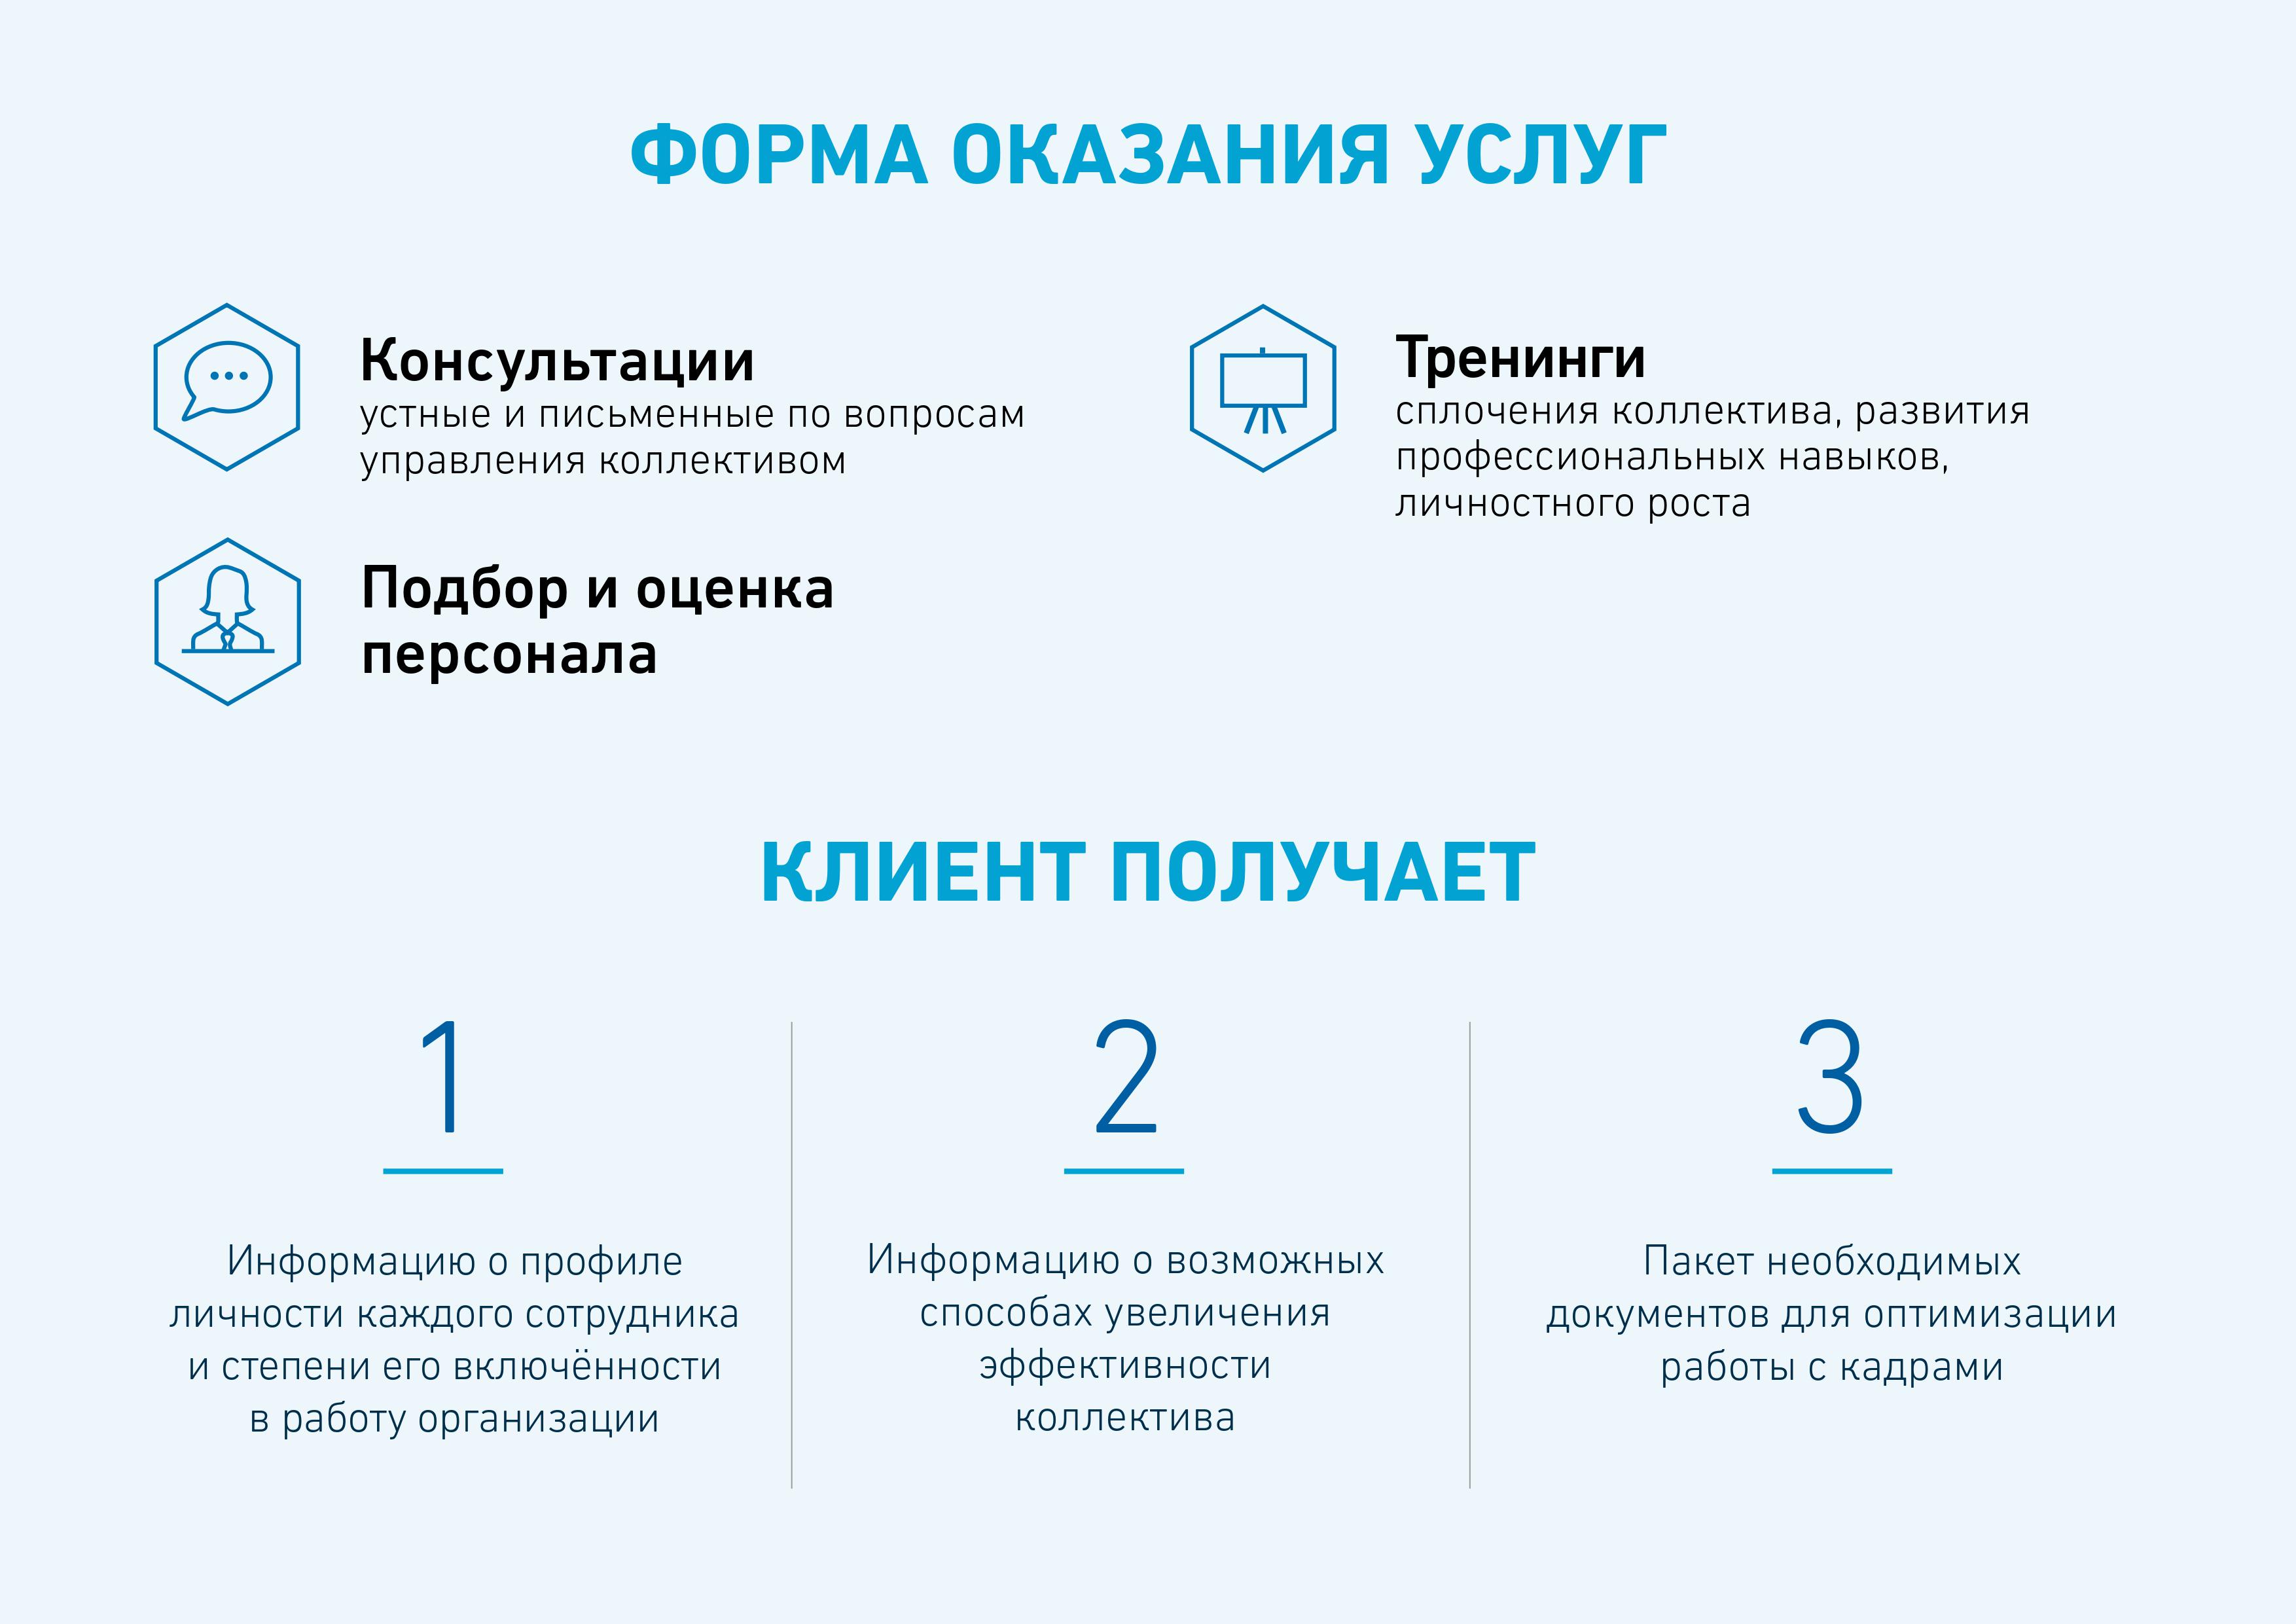 ФОРМА ОКАЗАНИЯ УСЛУГ
Консультации
устные и письменные по вопросам
управления коллективом
Тренинги
сплочения коллектива, развития
профессиональных навыков,
личностного роста
Подбор и оценка
персонала
КЛИЕНТ ПОЛУЧАЕТ
1
Информацию о профиле
личности каждого сотрудника
и степени его включённости
в работу организации
2
Информацию о возможных
способах увеличения
эффективности
коллектива
3
Пакет необходимых
документов для оптимизации
работы с кадрами